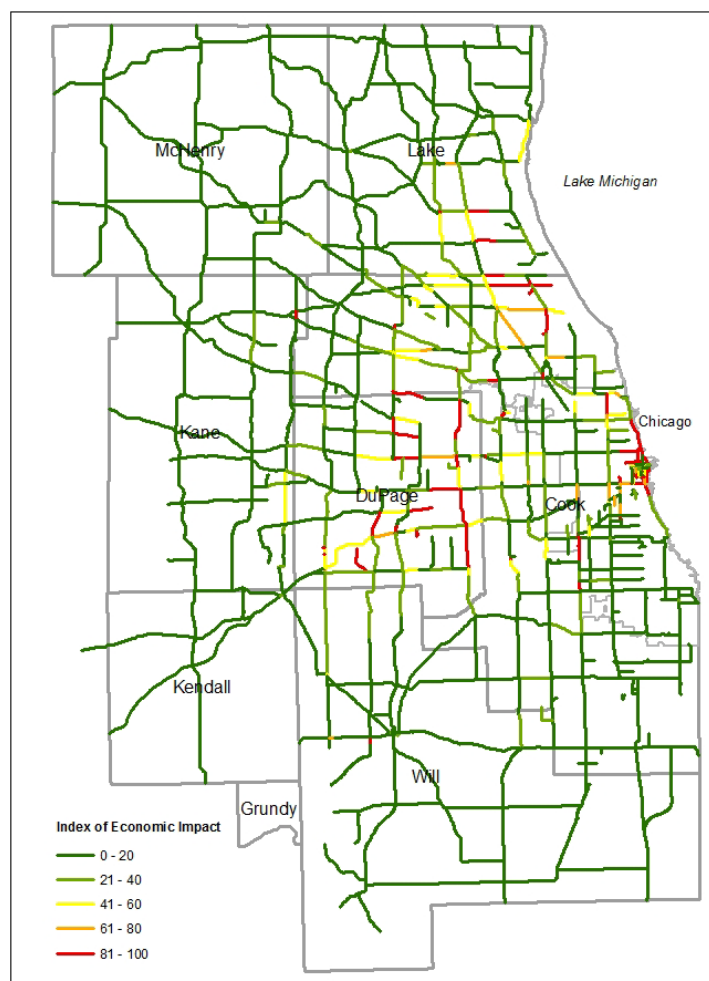 McHenry
Lake
Lake Michigan
Kane
Chicago
DuPage
Cook
Kendall
Will
Grundy
Index of Economic Impact
0 - 20
21 - 40
41 - 60
61 - 80
81 - 100